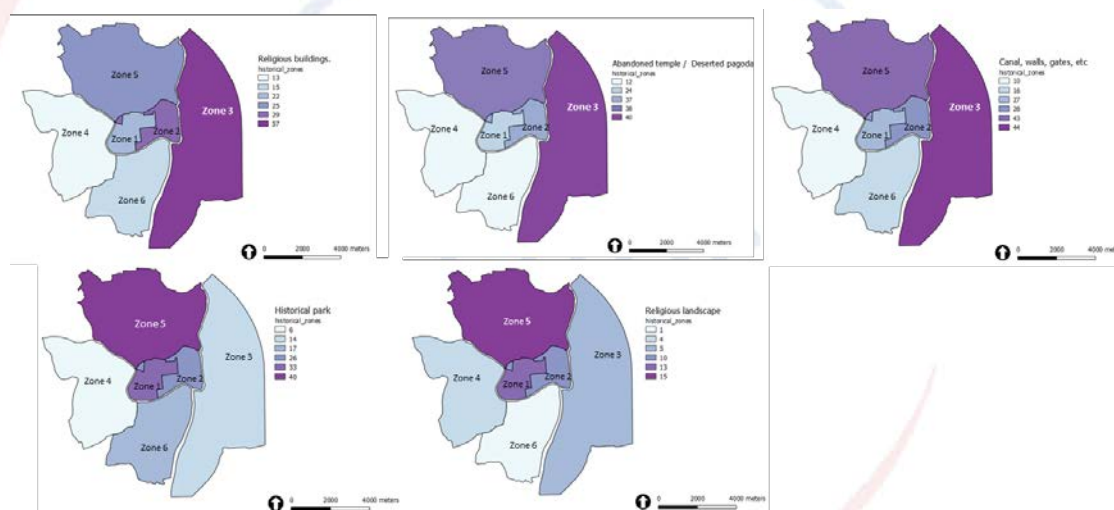 Religious buildings.
historical_zones
13
15
22
25
29
37
Zone 5
Zone 3
Zone 4
Zone 1
Zone 2
Zone 6
0 2000 4000 meters
Abandoned temple / Deserted pagoda
historical_zones
12
24
37
38
40
Zone 5
Zone 3
Zone 4
Zone 1
Zone 2
Zone 6
0 2000 4000 meters
Canal, walls, gates, etc
historical_zones
10
16
27
28
43
44
Zone 5
Zone 3
Zone 4
Zone 1
Zone 2
Zone 6
0 2000 4000 met
Historical park
historical_zones
6
14
17
26
33
40
Zone 5
Zone 3
Zone 4
Zone 1
Zone 2
Zone 6
0 2000 4000 meters
Religious landscape
historical_zones
1
4
5
10
13
15
Zone 5
Zone 3
Zone 4
Zone 1
Zone 2
Zone 6
0 2000 4000 meters